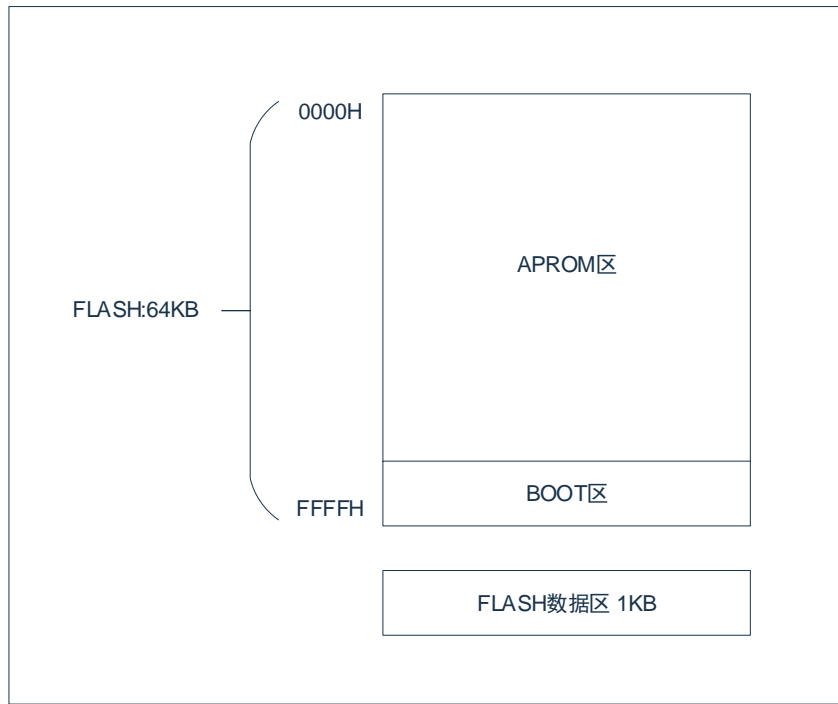 0000H
APROM区
FLASH:64KB
BOOT区
FFFFH
FLASH数据区 1KB